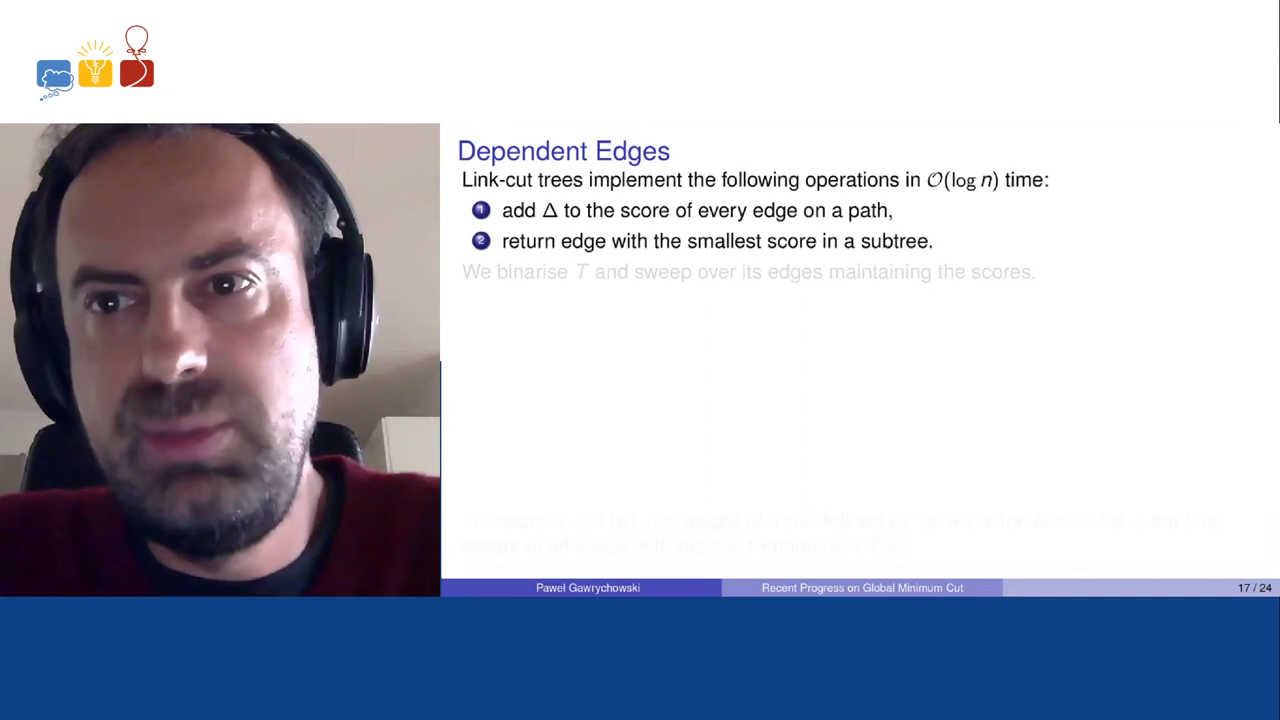 Dependent Edges
Link-cut trees implement the following operations in O(log n) time:
1 add Δ to the score of every edge on a path,
2 return edge with the smallest score in a subtree.
We binarise T and sweep over its edges maintaining the scores.
Paweł Gawrychowski Recent Progress on Global Minimum Cut 17 / 24